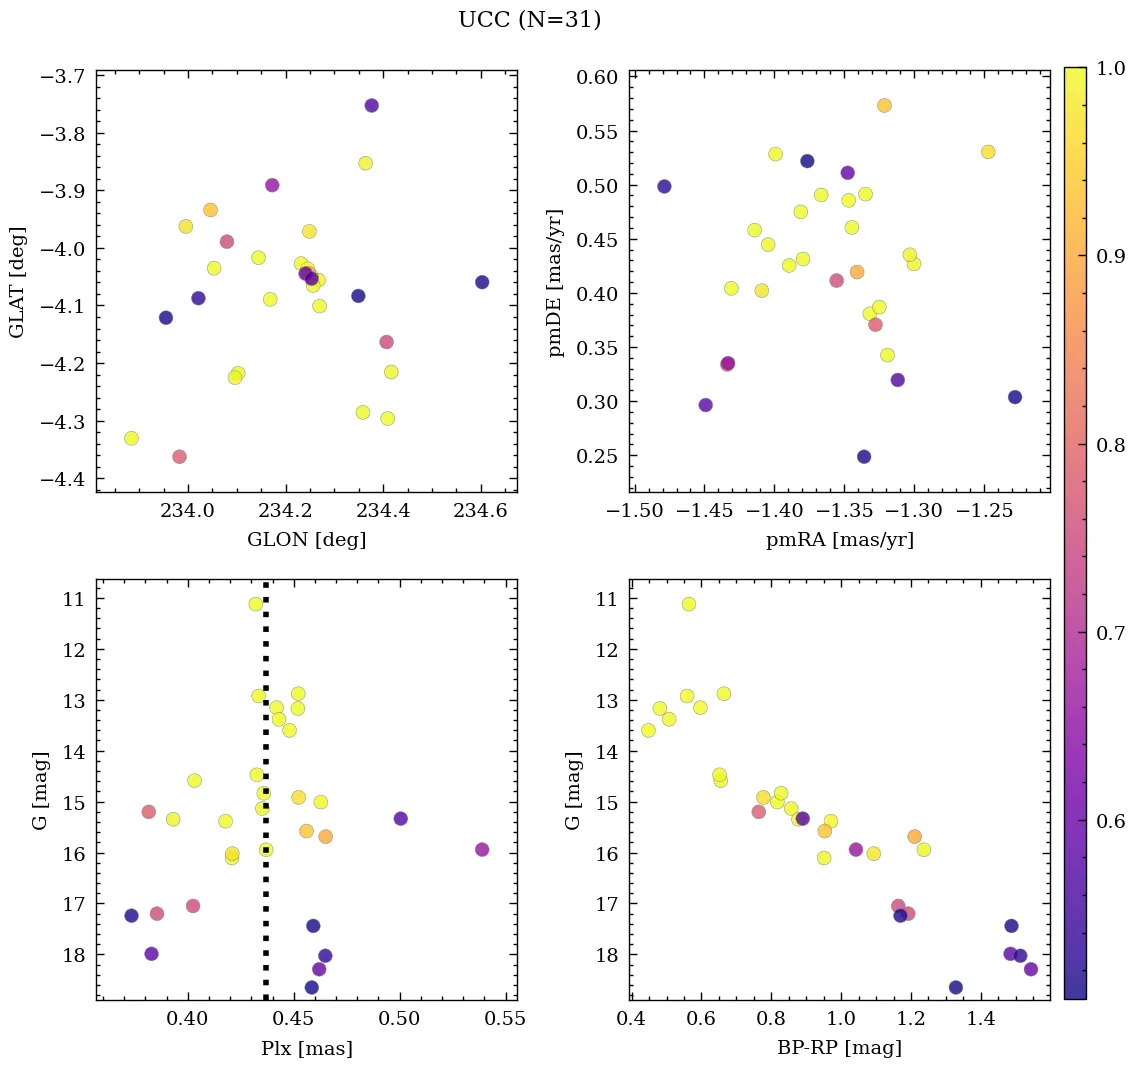 UCC (N=31)
−3.7
−3.8
−3.9
−4.0
−4.1
−4.2
−4.3
−4.4
GLAT [deg]
234.0 234.2 234.4 234.6
GLON [deg]
0.60
0.55
0.50
0.45
0.40
0.35
0.30
0.25
pmDE [mas/yr]
−1.50 −1.45 −1.40 −1.35 −1.30 −1.25
pmRA [mas/yr]
1.0
0.9
0.8
0.7
0.6
11
12
13
14
15
16
17
18
G [mag]
0.40 0.45 0.50 0.55
Plx [mas]
11
12
13
14
15
16
17
18
G [mag]
0.4 0.6 0.8 1.0 1.2 1.4
BP-RP [mag]